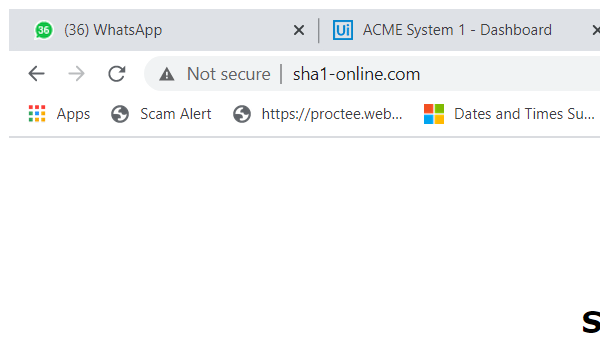 36 (36) WhatsApp Ui ACME System 1 - Dashboard
Not secure | sha1-online.com
Apps Scam Alert https://proctee.web... Dates and Times Su...
S